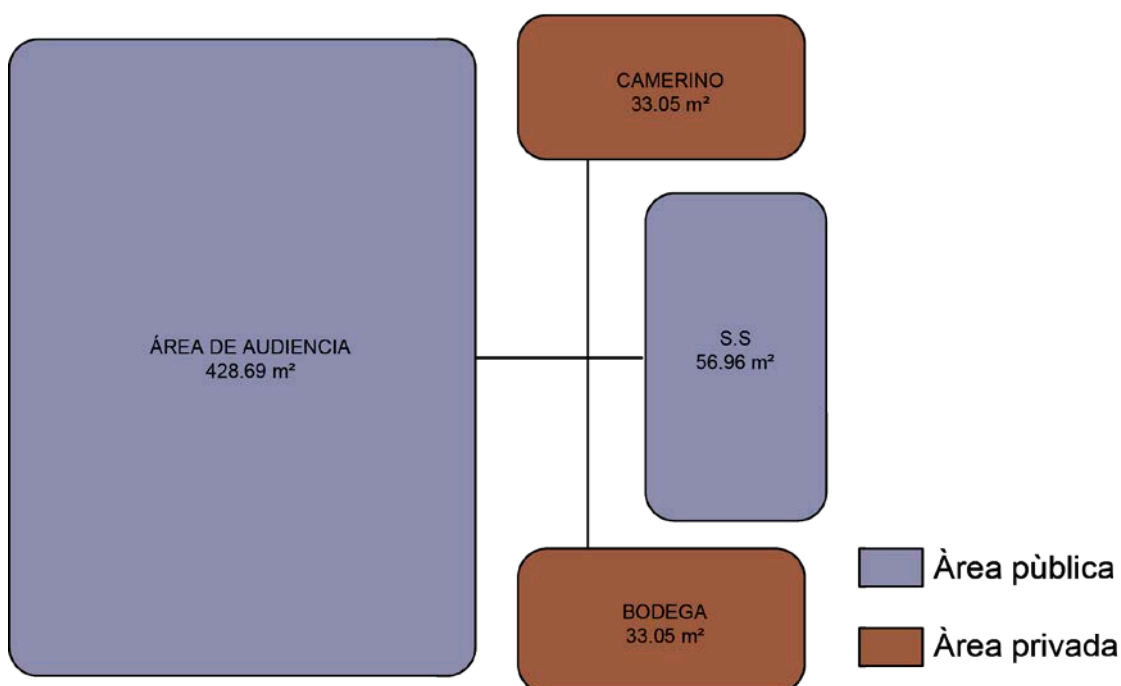 CAMERINO
33.05 m²
ÁREA DE AUDIENCIA
428.69 m²
S.S
56.96 m²
BODEGA
33.05 m²
Àrea pùblica
Àrea privada